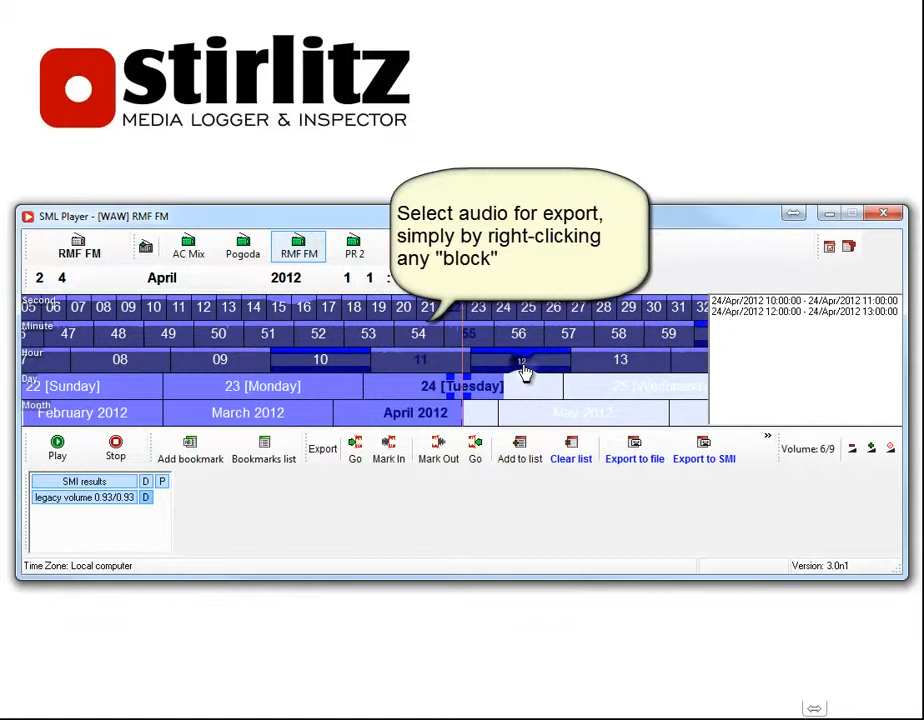 stirlitz
MEDIA LOGGER & INSPECTOR
SML Player - [WAW] RMF FM
Select audio for export,
simply by right-clicking
any "block"
RMF FM AC Mix Pogoda RMF FM PR 2
2 4 April 2012 1 1 :
Second 05 06 07 08 09 10 11 12 13 14 15 16 17 18 19 20 21 22 23 24 25 26 27 28 29 30 31 32
Minute 47 48 49 50 51 52 53 54 55 56 57 58 59
Hour 08 09 10 11 12 13
Day 22 [Sunday] 23 [Monday] 24 [Tuesday] 25 [Wednesday]
Month February 2012 March 2012 April 2012 May 2012
24/Apr/2012 10:00:00 - 24/Apr/2012 11:00:00
24/Apr/2012 12:00:00 - 24/Apr/2012 13:00:00
Play Stop Add bookmark Bookmarks list Export Go Mark In Mark Out Go Add to list Clear list Export to file Export to SMI » Volume: 6/9
SMI results D P
legacy volume 0.93/0.93 D
Time Zone: Local computer Version: 3.0n1